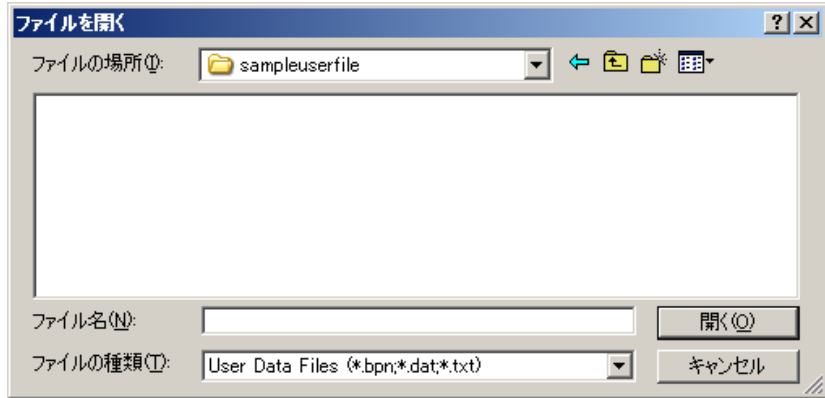 ファイルを開く
ファイルの場所(I): sampleuserfile
ファイル名(N): 開く(O)
ファイルの種類(T): User Data Files (*.bpn;*.dat;*.txt) キャンセル